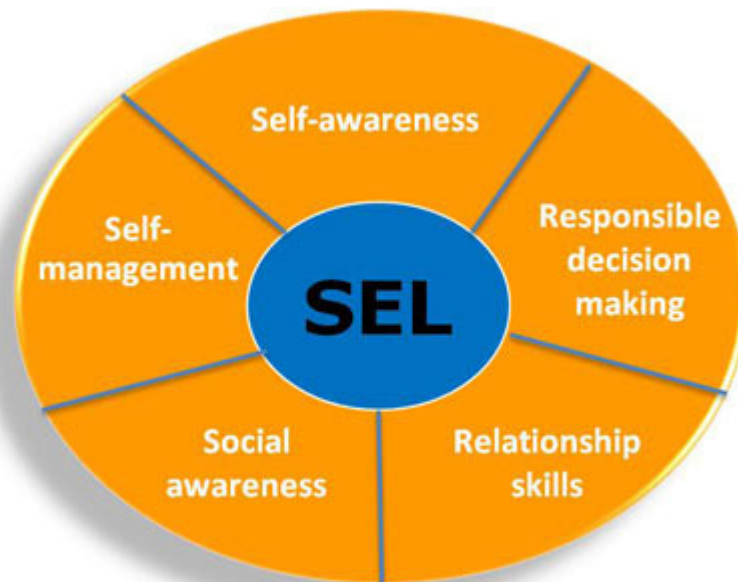 Self-awareness
Responsible
decision
making
Self-
management
SEL
Social
awareness
Relationship
skills